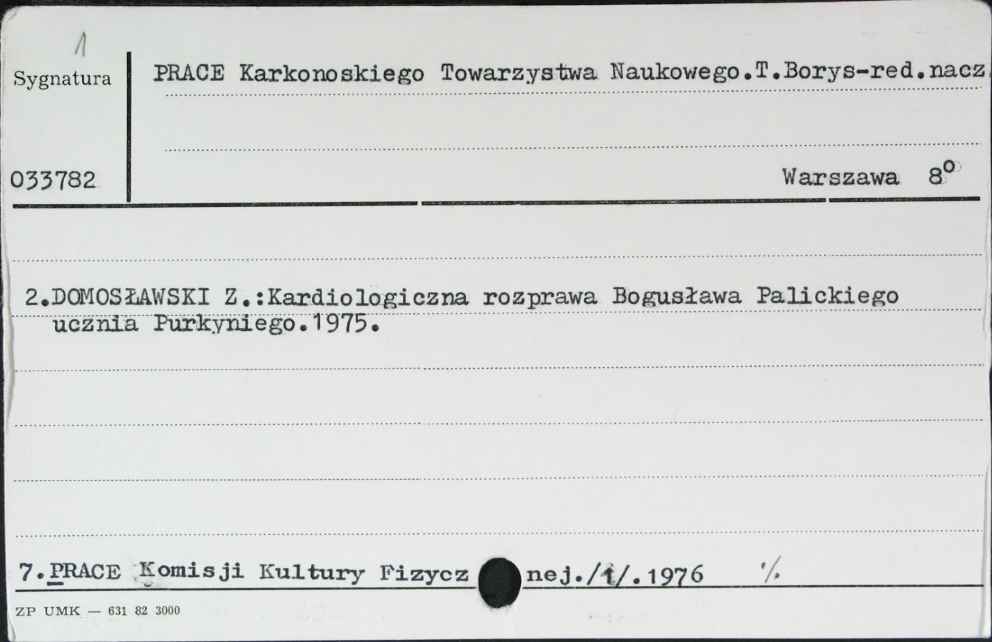 1
Sygnatura
PRACE Karkonoskiego Towarzystwa Naukowego.T.Borys-red.nacz.
033782
Warszawa 8⁰
2.DOMOSŁAWSKI Z.:Kardiologiczna rozprawa Bogusława Palickiego
ucznia Purkyniego.1975.
7.PRACE Komisji Kultury Fizycz nej./1/.1976 ·/.
ZP UMK — 631 82 3000